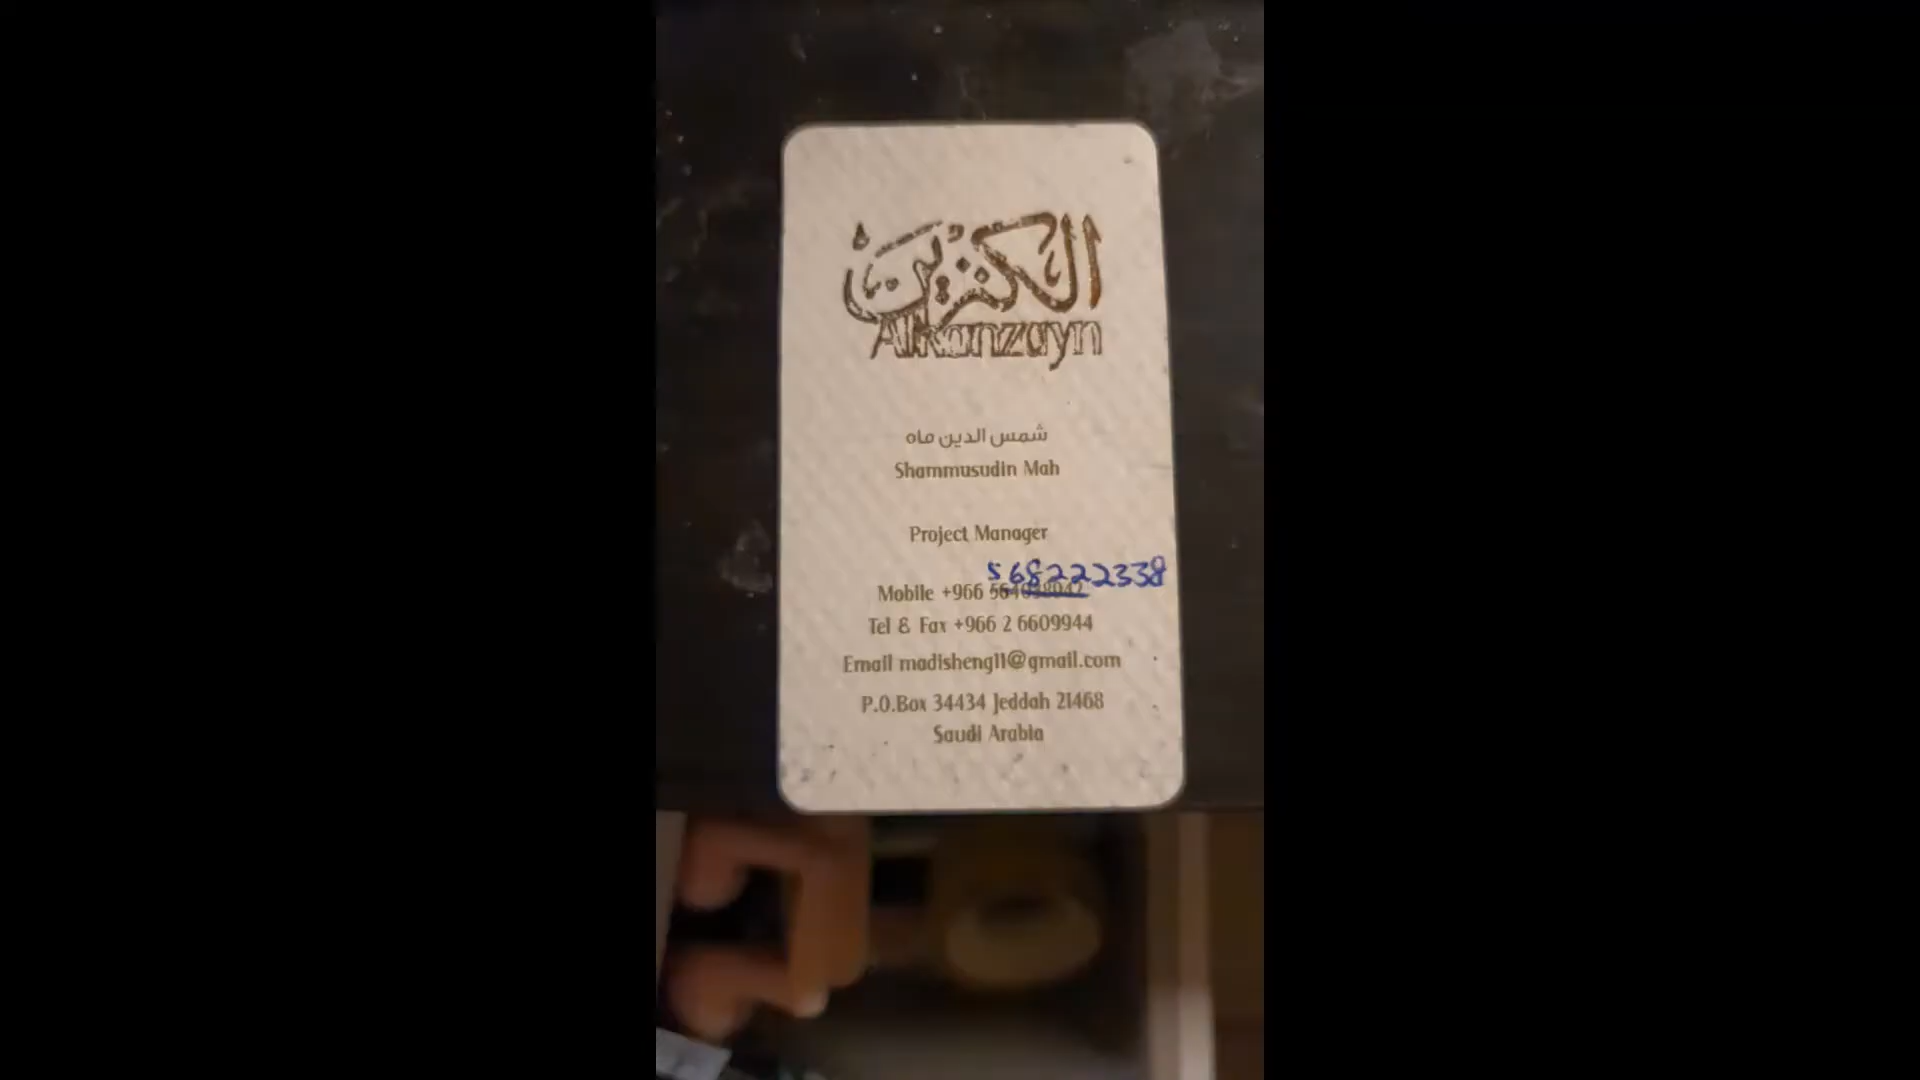 الكنزين
AlKanzayn
شمس الدين ماه
Shammusudin Mah
Project Manager
568222338
Mobile +966
Tel & Fax +966 2 6609944
Email madisheng11@gmail.com
P.O.Box 34434 Jeddah 21468
Saudi Arabia